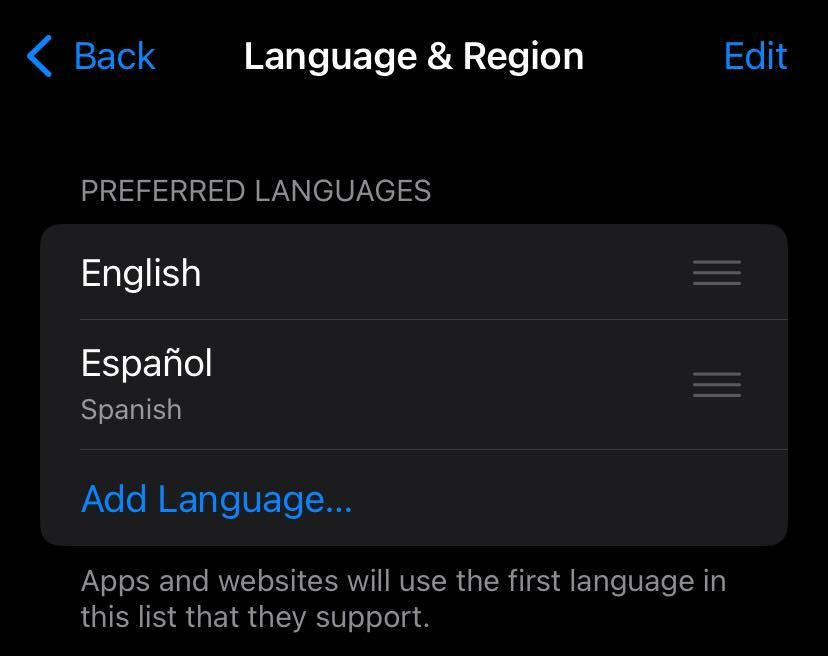 Back
Language & Region
Edit
PREFERRED LANGUAGES
English
Español
Spanish
Add Language...
Apps and websites will use the first language in
this list that they support.